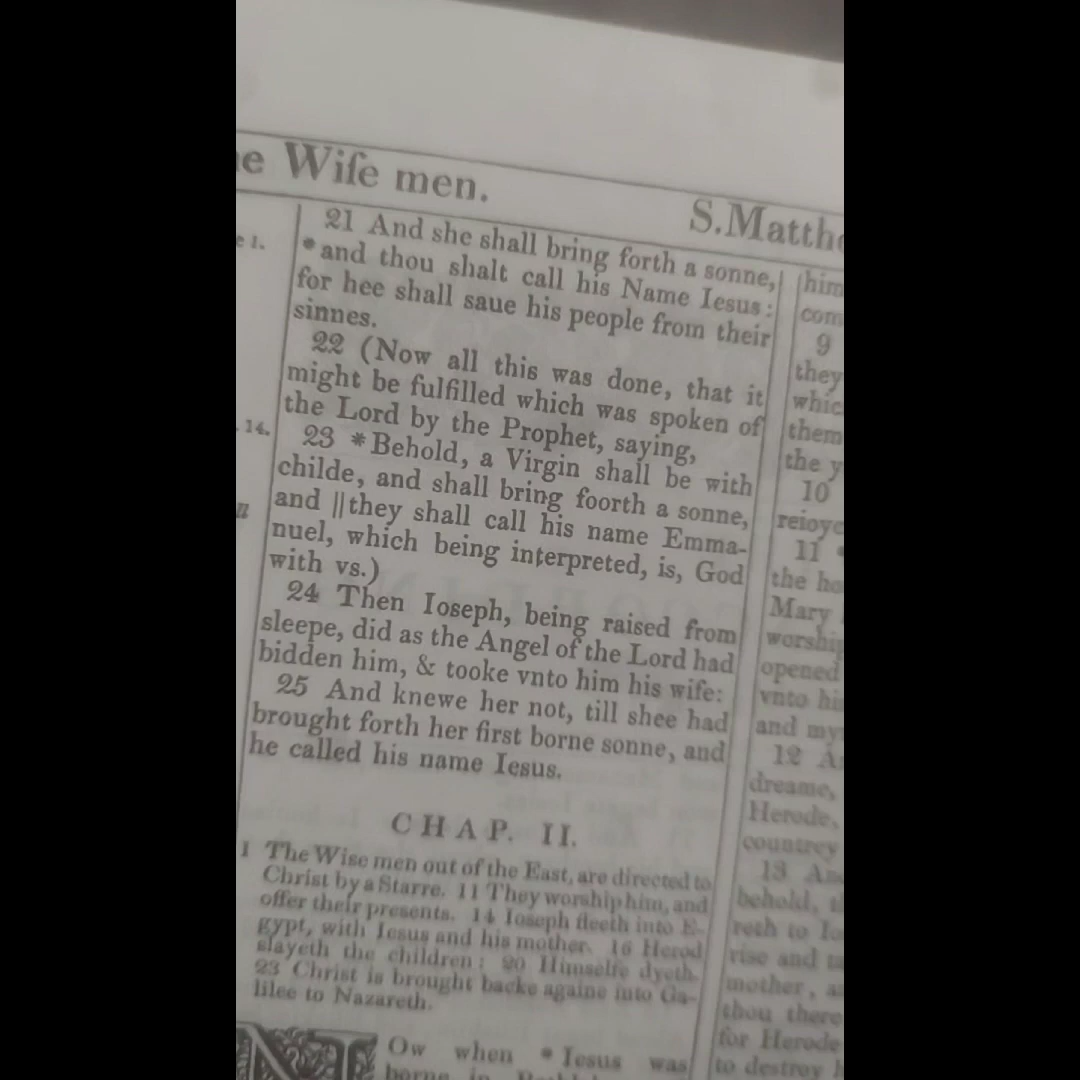 e Wiſe men.
S.Matth
e 1.
21 And she shall bring forth a sonne,
*and thou shalt call his Name Iesus:
for hee shall saue his people from their
sinnes.
22 (Now all this was done, that it
might be fulfilled which was spoken of
the Lord by the Prophet, saying,
14.
23 *Behold, a Virgin shall be with
childe, and shall bring foorth a sonne,
and ||they shall call his name Emma-
nuel, which being interpreted, is, God
with vs.)
24 Then Ioseph, being raised from
sleepe, did as the Angel of the Lord had
bidden him, & tooke vnto him his wife:
25 And knewe her not, till shee had
brought forth her first borne sonne, and
he called his name Iesus.
CHAP. II.
1 The Wise men out of the East, are directed to
Christ by a Starre. 11 They worship him, and
offer their presents. 14 Ioseph fleeth into E-
gypt, with Iesus and his mother. 16 Herod
slayeth the children: 20 Himselfe dyeth.
23 Christ is brought backe againe into Ga-
lilee to Nazareth.
NOw when *Iesus was
borne in
him
com
9
they
whic
them
the y
10
reioyc
11 *
the ho
Mary
worship
opened
vnto hi
and my
12 A
dreame,
Herode,
countrey
13 An
behold, t
reth to Io
rise and ta
mother, a
thou there
for Herode
to destroy h